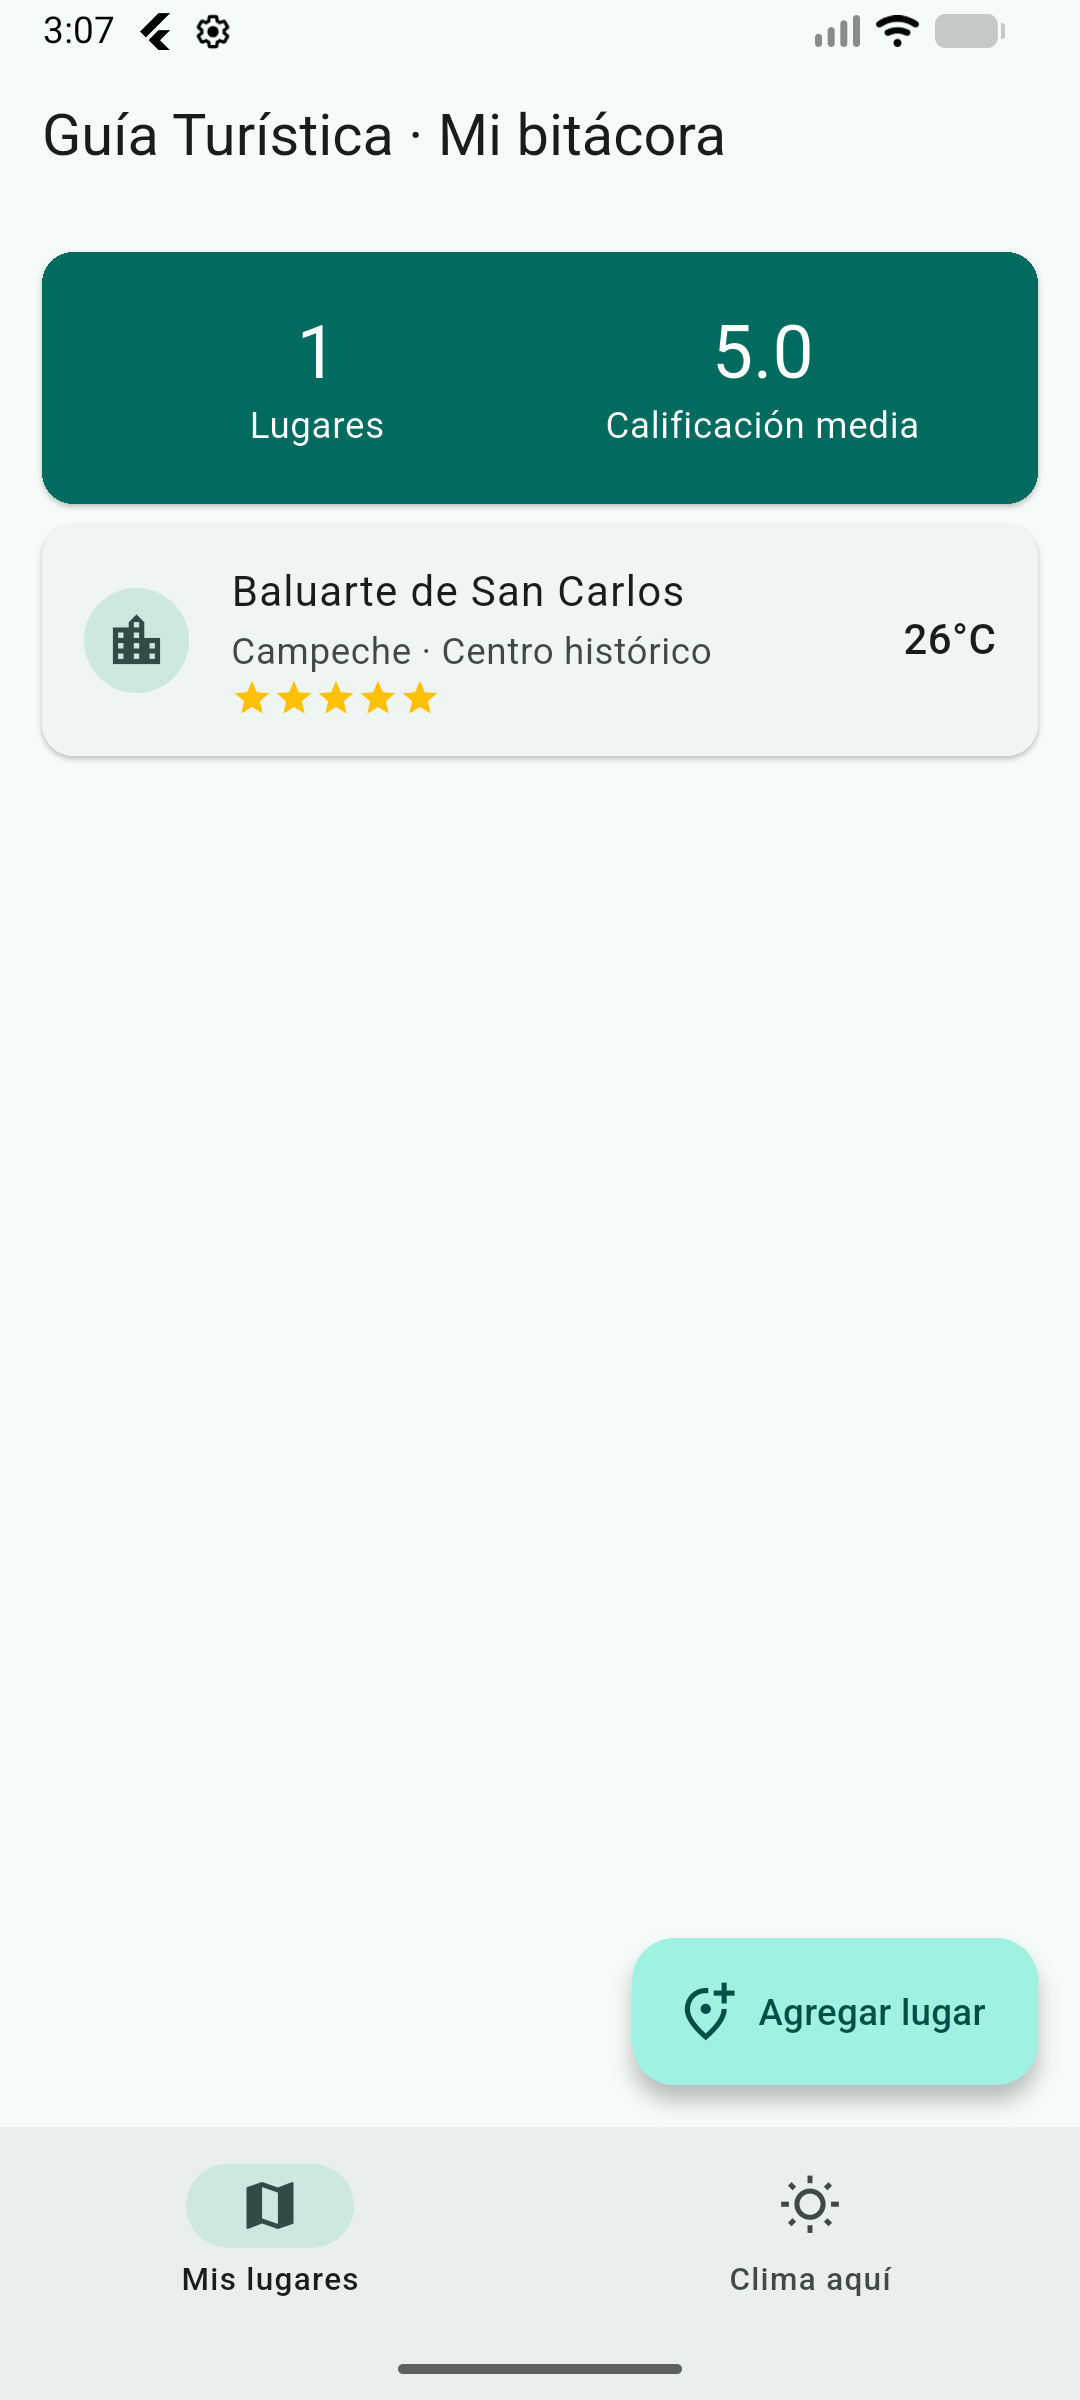 3:07
Guía Turística · Mi bitácora
1
Lugares
5.0
Calificación media
Baluarte de San Carlos
Campeche · Centro histórico
26°C
Agregar lugar
Mis lugares
Clima aquí